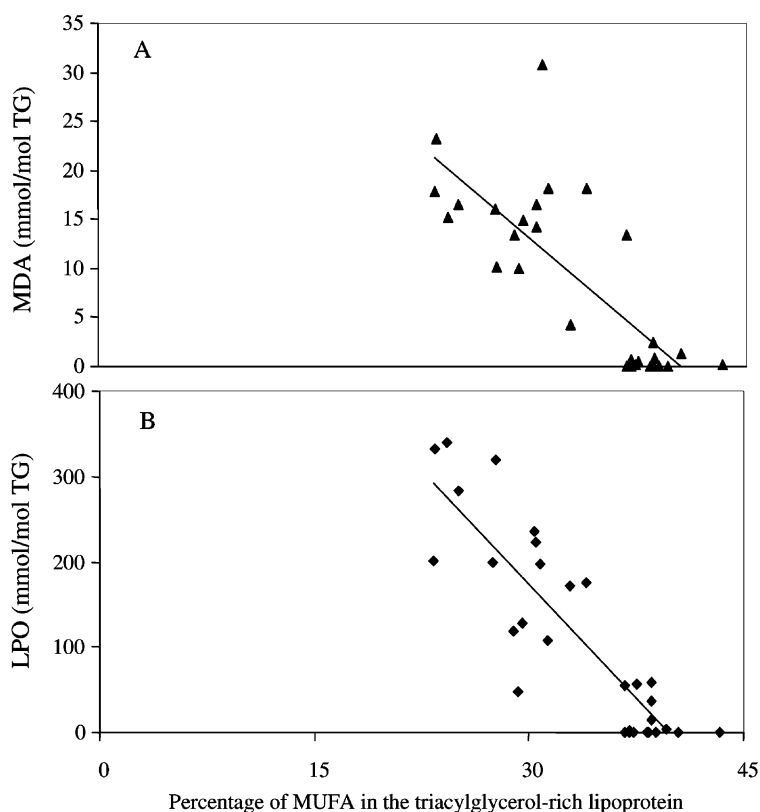 35
A
30
25
20
15
10
5
0
MDA (mmol/mol TG)
400
B
300
200
100
0
LPO (mmol/mol TG)
0 15 30 45
Percentage of MUFA in the triacylglycerol-rich lipoprotein